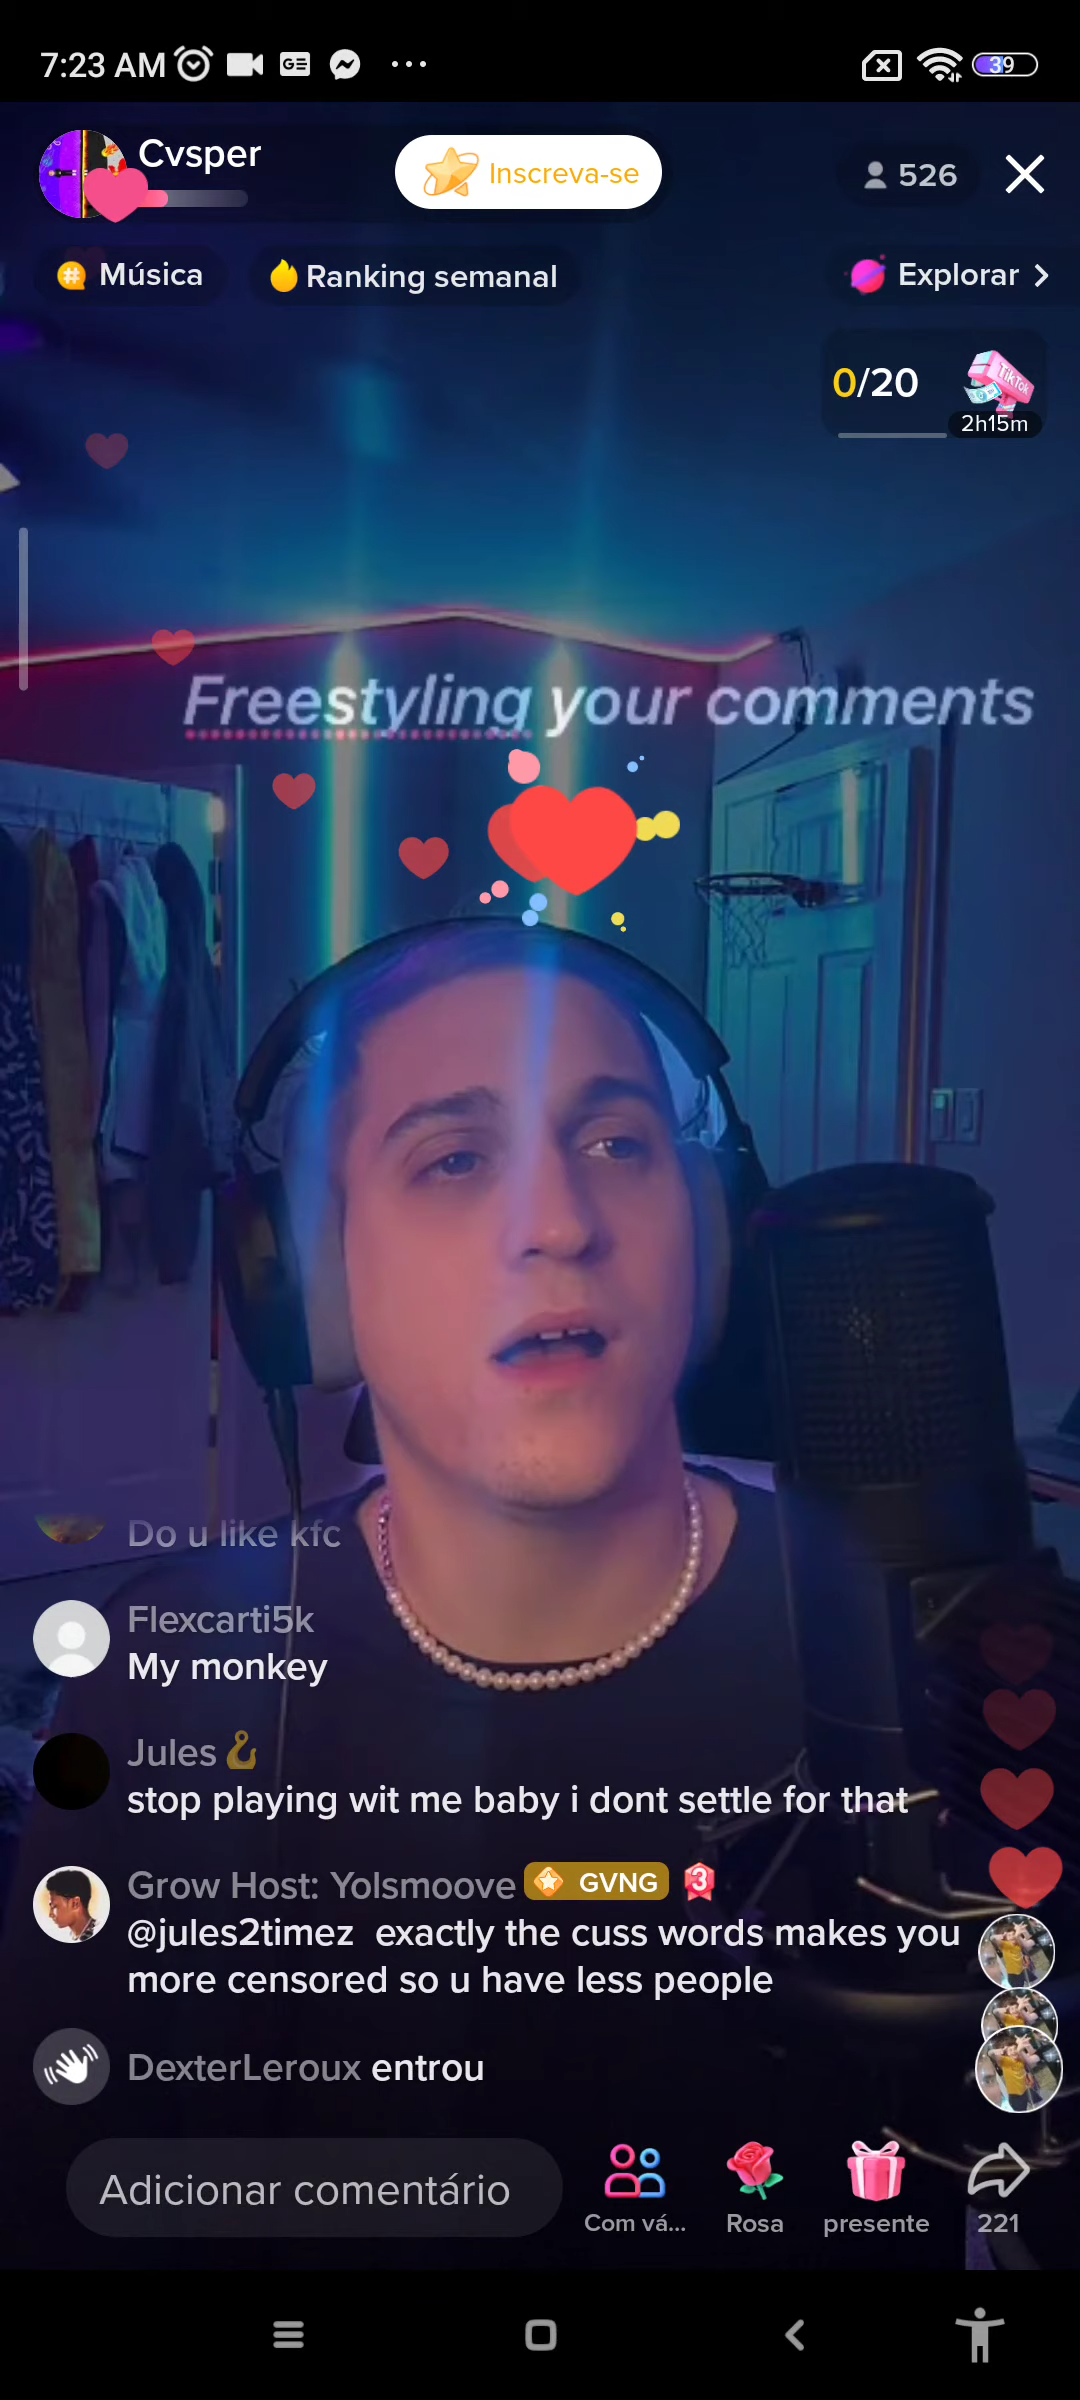 7:23 AM GE 39
Cvsper
Inscreva-se
526
Música
Ranking semanal
Explorar
0/20
TikTok
2h15m
Freestyling your comments
Do u like kfc
Flexcarti5k
My monkey
Jules
stop playing wit me baby i dont settle for that
Grow Host: Yolsmoove GVNG 3
@jules2timez exactly the cuss words makes you
more censored so u have less people
DexterLeroux entrou
Adicionar comentário
Com vá...
Rosa
presente
221